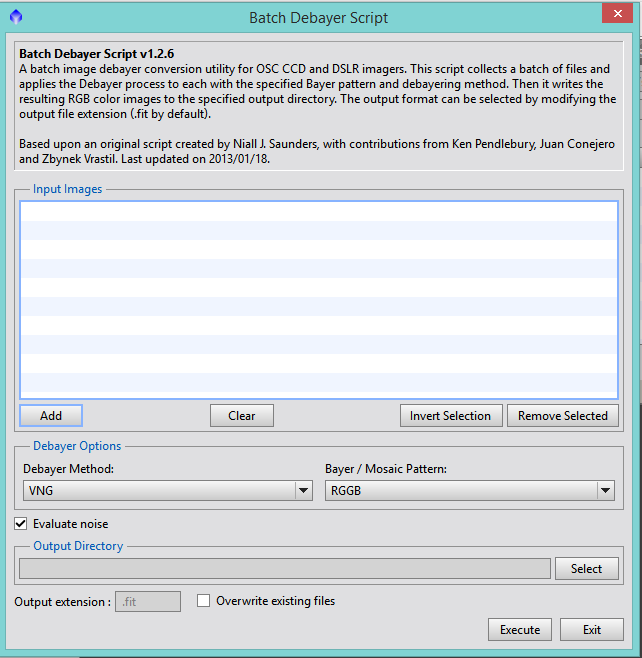 Batch Debayer Script
Batch Debayer Script v1.2.6
A batch image debayer conversion utility for OSC CCD and DSLR imagers. This script collects a batch of files and
applies the Debayer process to each with the specified Bayer pattern and debayering method. Then it writes the
resulting RGB color images to the specified output directory. The output format can be selected by modifying the
output file extension (.fit by default).
Based upon an original script created by Niall J. Saunders, with contributions from Ken Pendlebury, Juan Conejero
and Zbynek Vrastil. Last updated on 2013/01/18.
Input Images
Add Clear Invert Selection Remove Selected
Debayer Options
Debayer Method: Bayer / Mosaic Pattern:
VNG RGGB
Evaluate noise
Output Directory
Select
Output extension : .fit Overwrite existing files
Execute Exit